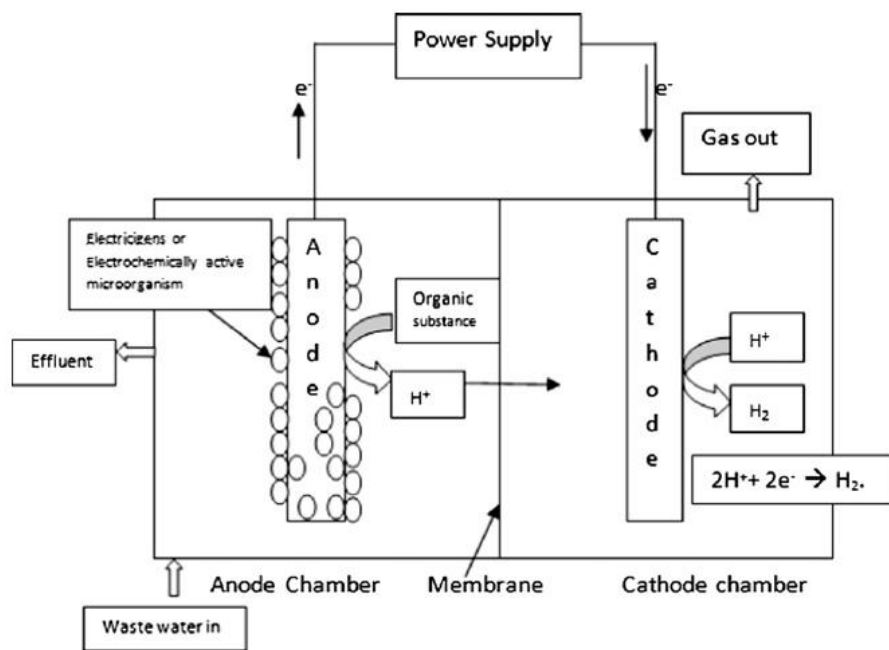 Power Supply
e-
e-
Gas out
Electricigens or
Electrochemically active
microorganism
A
n
o
d
e
C
a
t
h
o
d
e
Organic
substance
H+
Effluent
H+
H2
2H+ + 2e- → H2.
Anode Chamber
Membrane
Cathode chamber
Waste water in